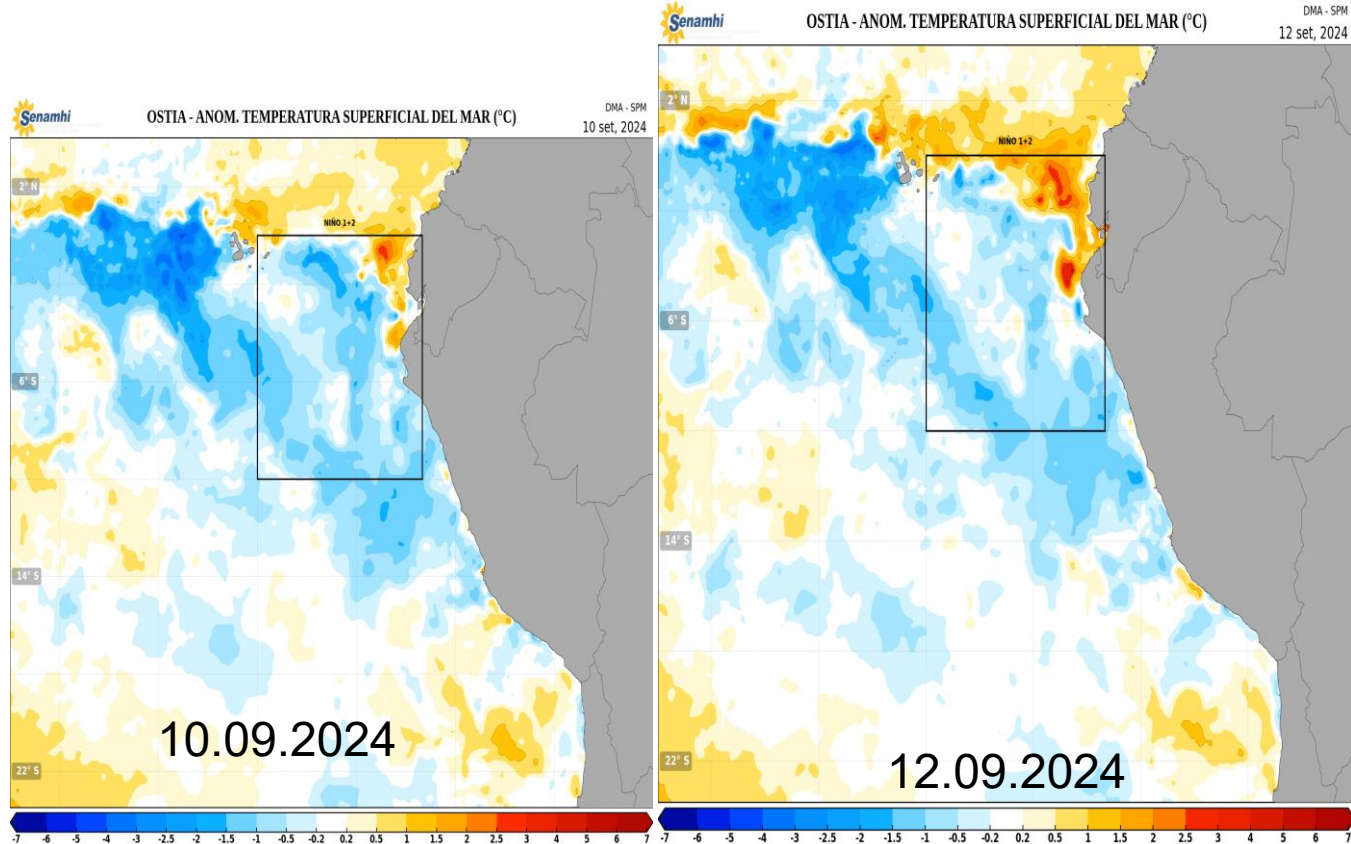 Senamhi
OSTIA - ANOM. TEMPERATURA SUPERFICIAL DEL MAR (°C)
DMA - SPM
10 set, 2024
2° N
NIÑO 1+2
6° S
14° S
22° S
10.09.2024
-7 -6 -5 -4 -3 -2.5 -2 -1.5 -1 -0.5 -0.2 0.2 0.5 1 1.5 2 2.5 3 4 5 6 7
Senamhi
OSTIA - ANOM. TEMPERATURA SUPERFICIAL DEL MAR (°C)
DMA - SPM
12 set, 2024
2° N
NIÑO 1+2
6° S
14° S
22° S
12.09.2024
-7 -6 -5 -4 -3 -2.5 -2 -1.5 -1 -0.5 -0.2 0.2 0.5 1 1.5 2 2.5 3 4 5 6 7